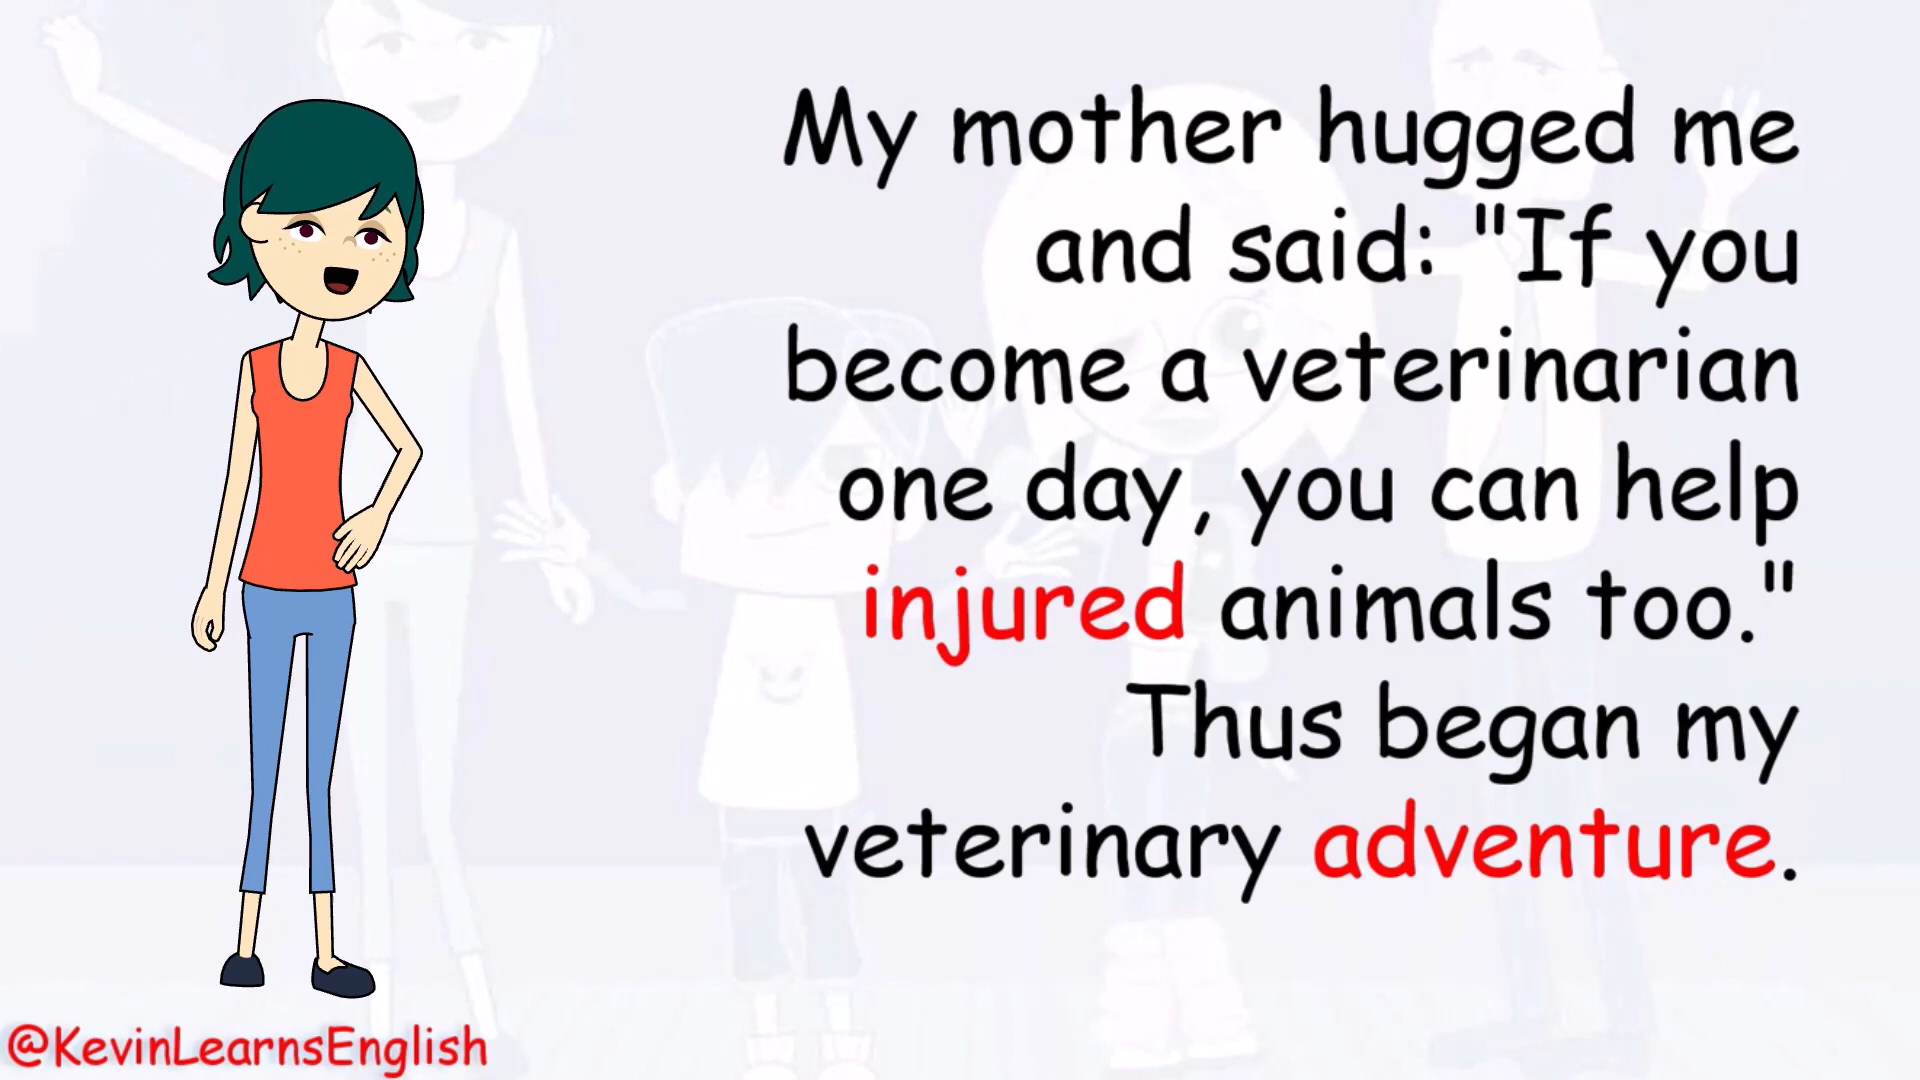 My mother hugged me
and said: "If you
become a veterinarian
one day, you can help
injured animals too."
Thus began my
veterinary adventure.
@KevinLearnsEnglish